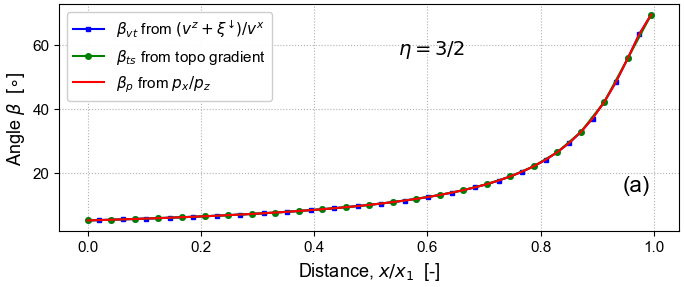 β_vt from (v^z + ξ^↓)/v^x
β_ts from topo gradient
β_p from p_x/p_z
η = 3/2
(a)
Angle β [∘]
60
40
20
0.0 0.2 0.4 0.6 0.8 1.0
Distance, x/x₁ [-]